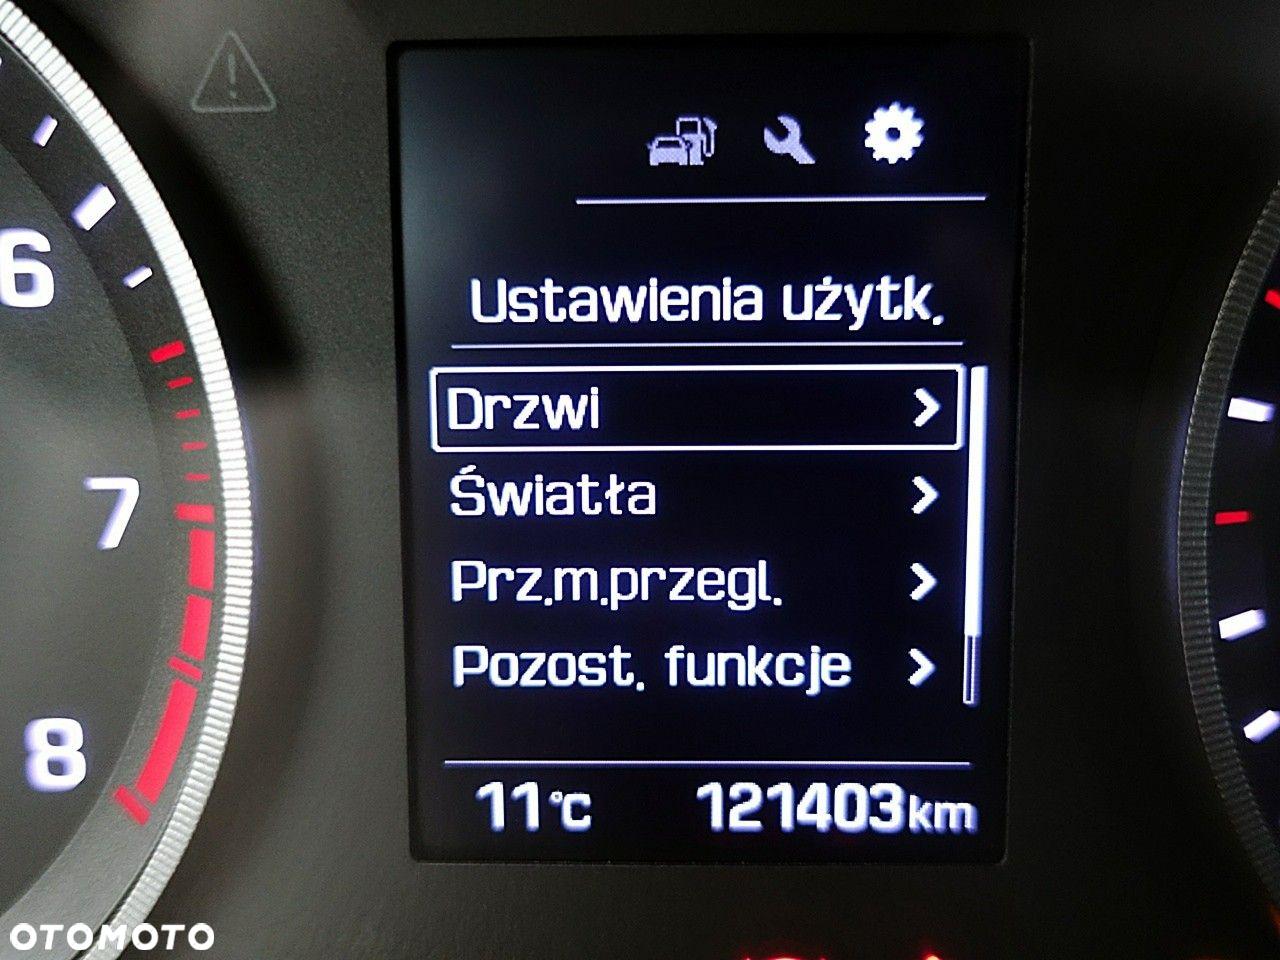 6
7
8
Ustawienia użytk.
Drzwi
Światła
Prz.m.przegl.
Pozost. funkcje
11°C 121403km
OTOMOTO